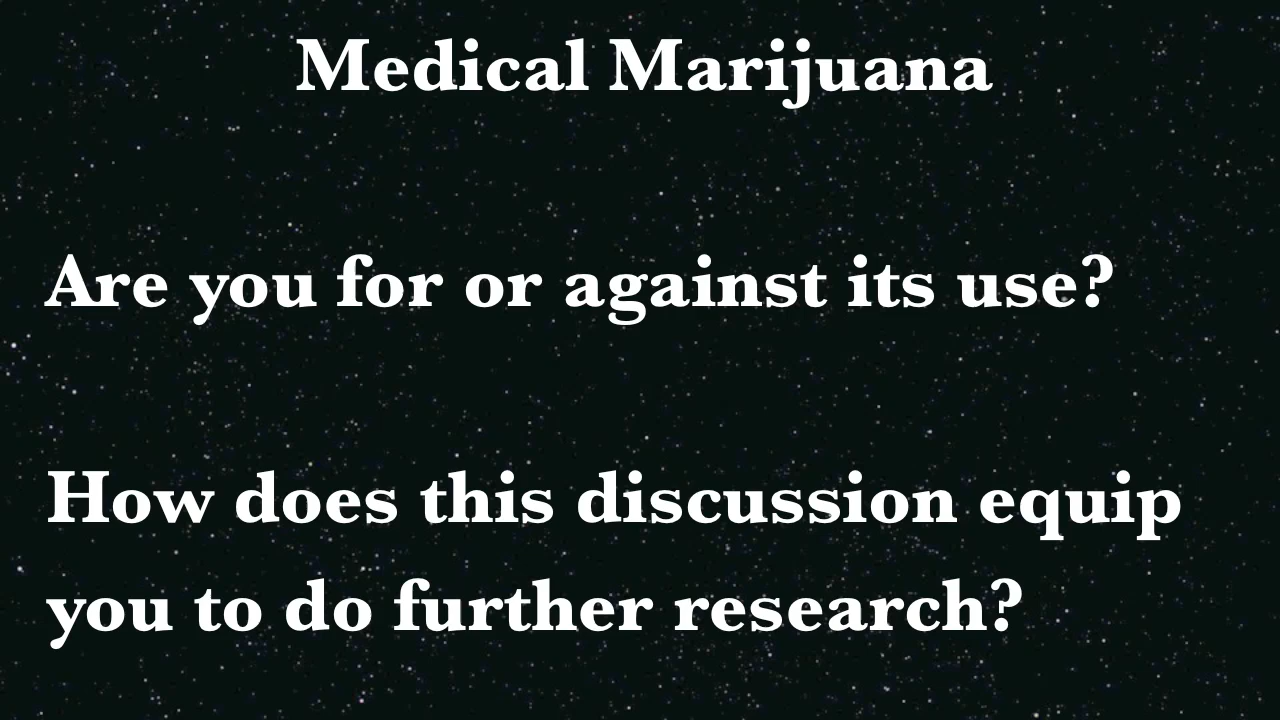 Medical Marijuana
Are you for or against its use?
How does this discussion equip
you to do further research?